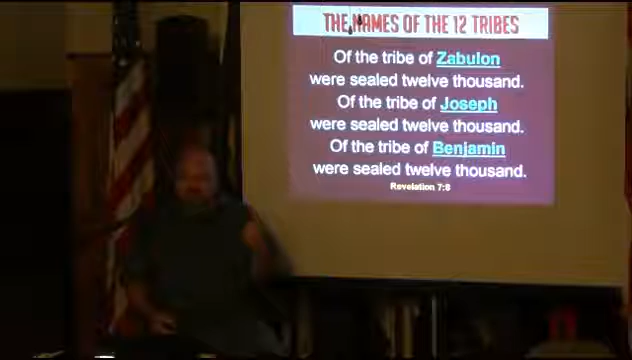 THE NAMES OF THE 12 TRIBES
Of the tribe of Zabulon
were sealed twelve thousand.
Of the tribe of Joseph
were sealed twelve thousand.
Of the tribe of Benjamin
were sealed twelve thousand.
Revelation 7:8